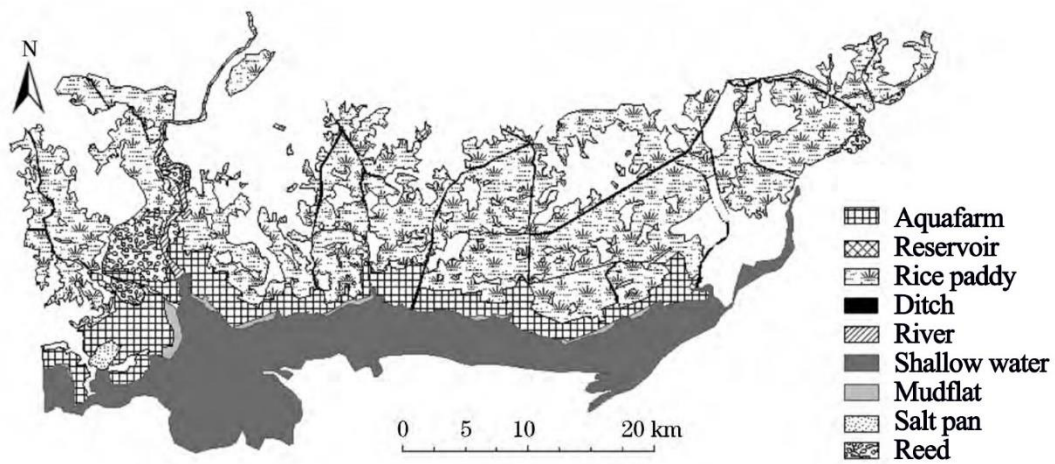 N
Aquafarm
Reservoir
Rice paddy
Ditch
River
Shallow water
Mudflat
Salt pan
Reed
0 5 10 20 km